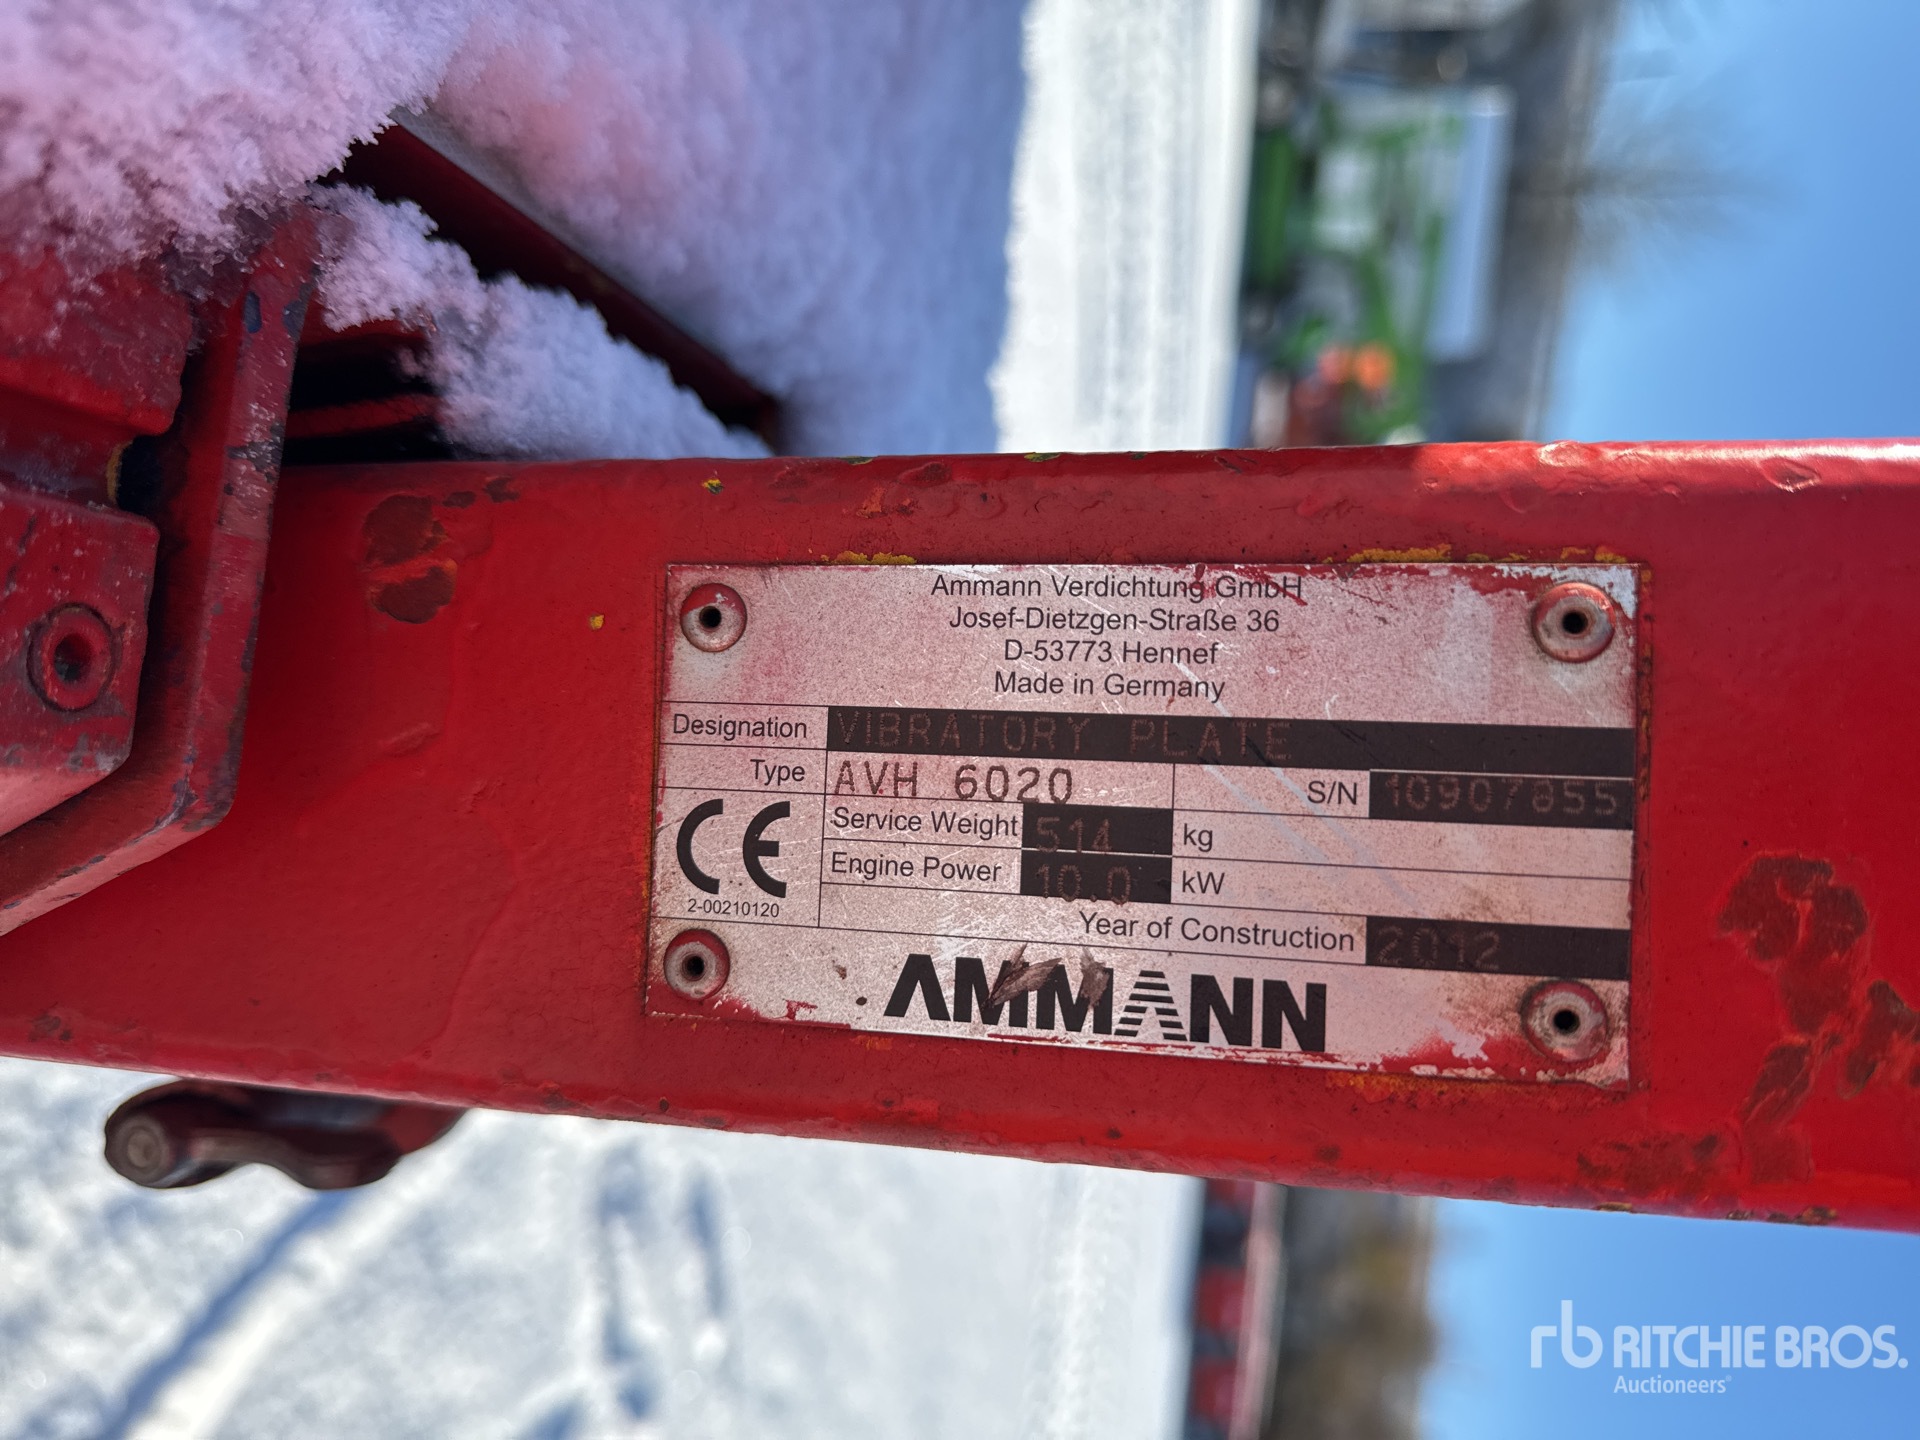 Ammann Verdichtung GmbH
Josef-Dietzgen-Straße 36
D-53773 Hennef
Made in Germany
Designation VIBRATORY PLATE
Type AVH 6020 S/N 10907855
Service Weight 514 kg
Engine Power 10.0 kW
CE
2-00210120
Year of Construction 2012
AMMANN
rb RITCHIE BROS.
Auctioneers